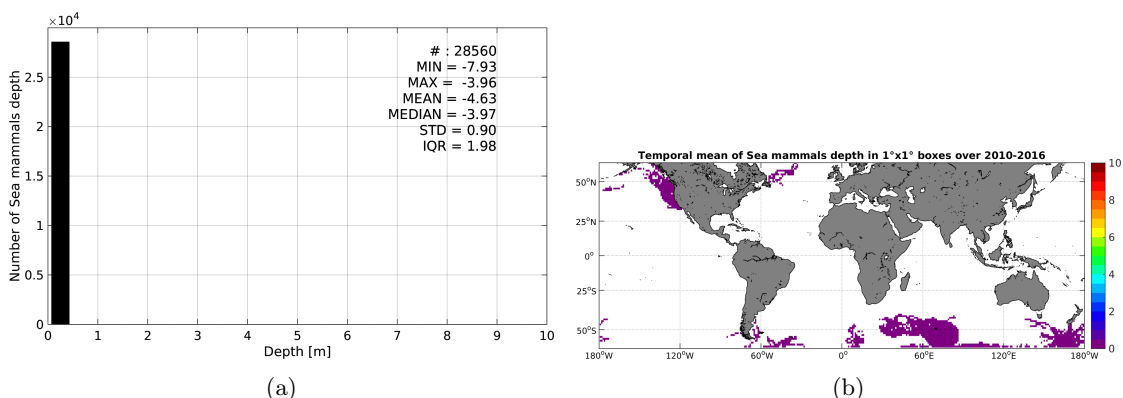 ×10⁴
2.5
2
1.5
1
0.5
0
Number of Sea mammals depth
# : 28560
MIN = -7.93
MAX = -3.96
MEAN = -4.63
MEDIAN = -3.97
STD = 0.90
IQR = 1.98
0 1 2 3 4 5 6 7 8 9 10
Depth [m]
(a)
Temporal mean of Sea mammals depth in 1°x1° boxes over 2010-2016
50°N
25°N
0°
25°S
50°S
180°W 120°W 60°W 0° 60°E 120°E 180°W
10
8
6
4
2
0
(b)